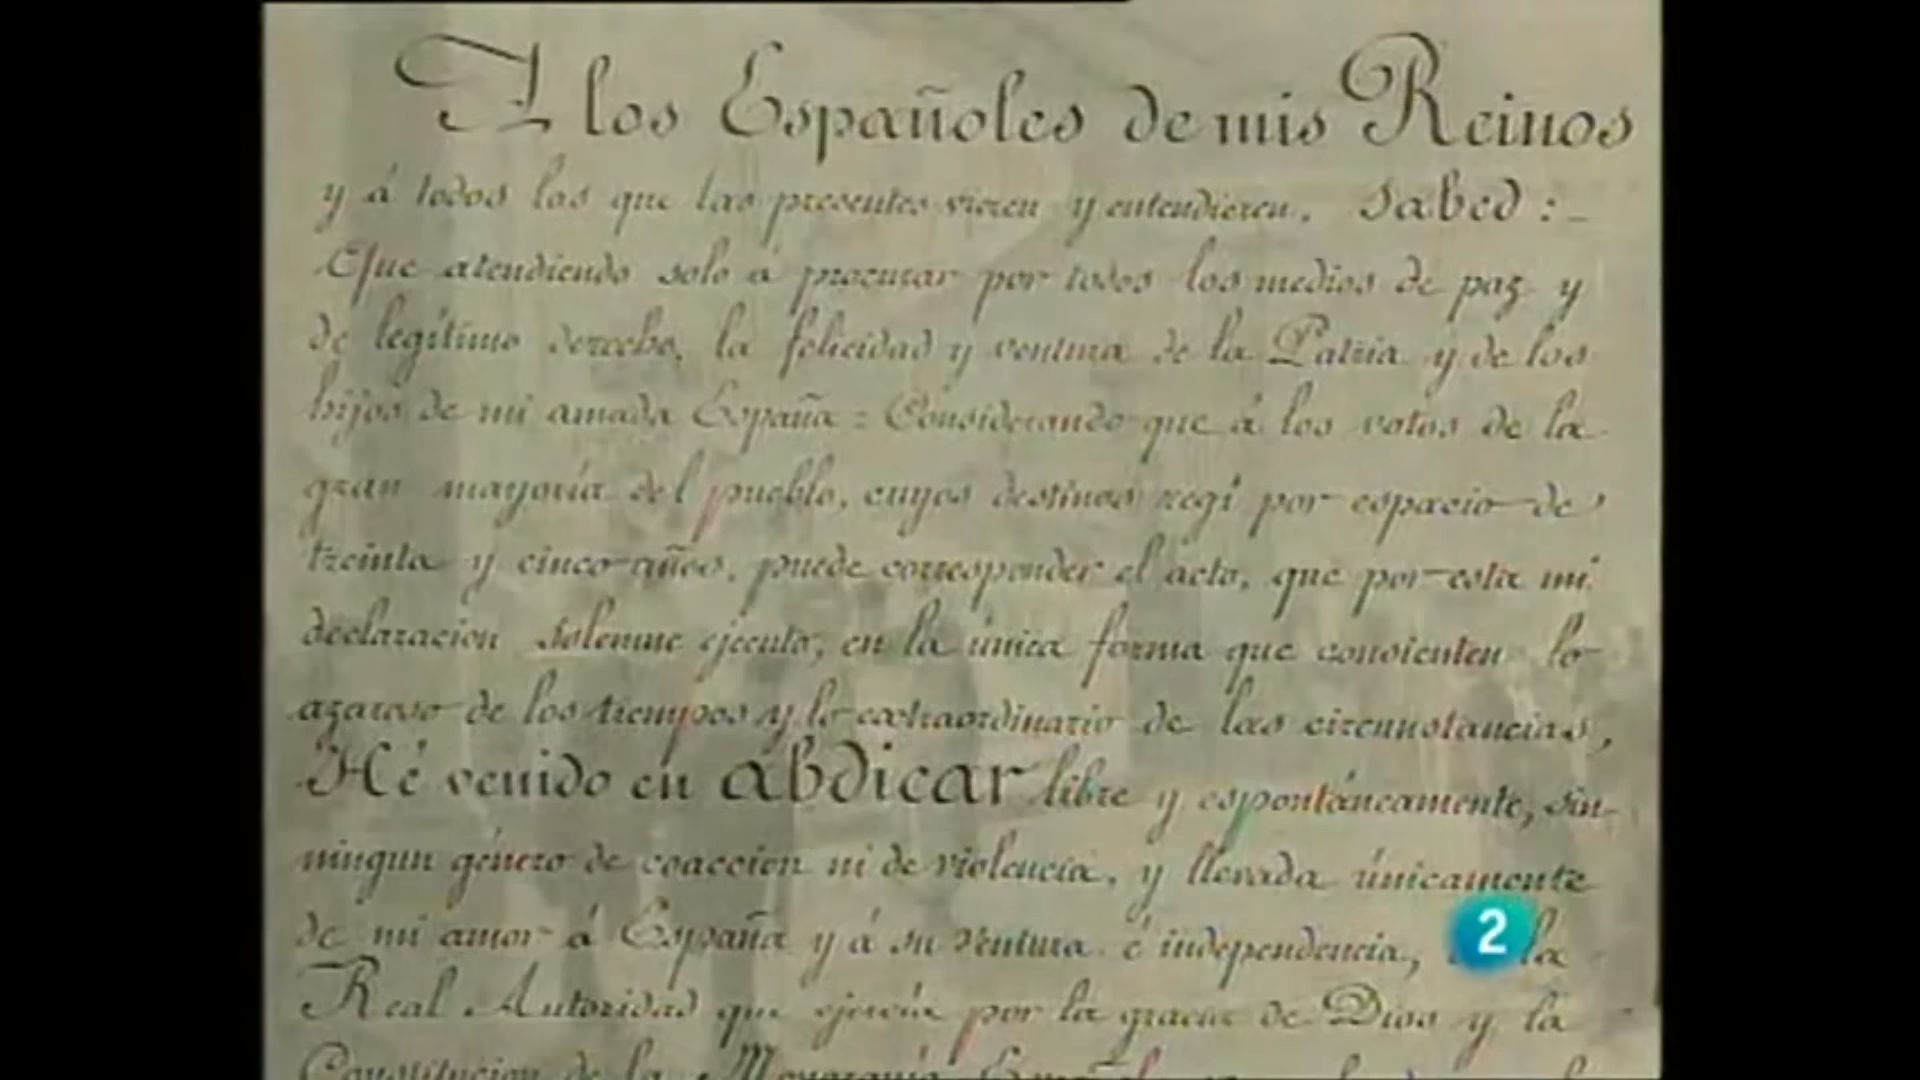 A los Españoles de mis Reinos
y á todos los que las presentes vieren y entendieren. Sabed:
Que atendiendo solo á procurar por todos los medios de paz y
de legítimo derecho, la felicidad y ventura de la Patria y de los
hijos de mi amada España: Considerando que á los votos de la
gran mayoría del pueblo, cuyos destinos regí por espacio de
treinta y cinco años, puede corresponder el acto, que por esta mi
declaracion solemne ejecuto, en la única forma que consienten lo
azaroso de los tiempos y lo extraordinario de las circunstancias,
Hé venido en abdicar libre y espontáneamente, sin
ningun género de coaccion ni de violencia, y llevada únicamente
de mi amor á España y á su ventura é independencia, la
Real Autoridad que ejercía por la gracia de Dios y la
Constitucion de la Monarquía
2